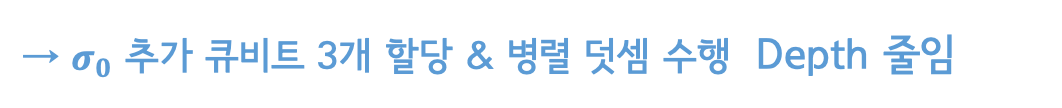 → σ₀ 추가 큐비트 3개 할당 & 병렬 덧셈 수행 Depth 줄임